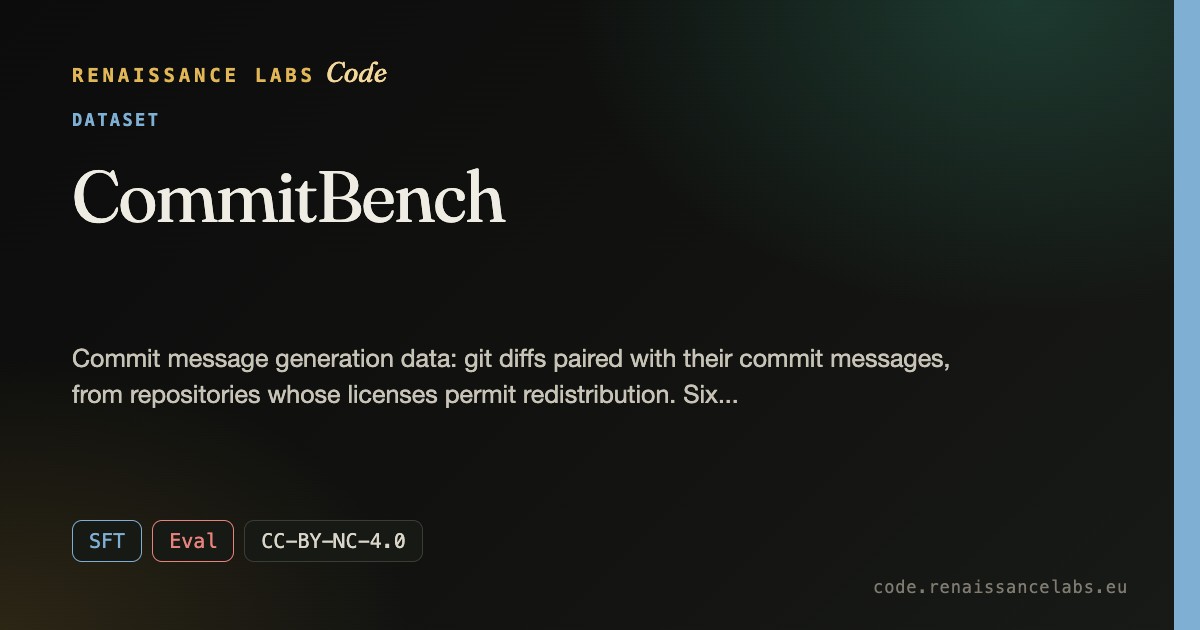 RENAISSANCE LABS Code
DATASET
CommitBench
Commit message generation data: git diffs paired with their commit messages,
from repositories whose licenses permit redistribution. Six...
SFT Eval CC-BY-NC-4.0
code.renaissancelabs.eu